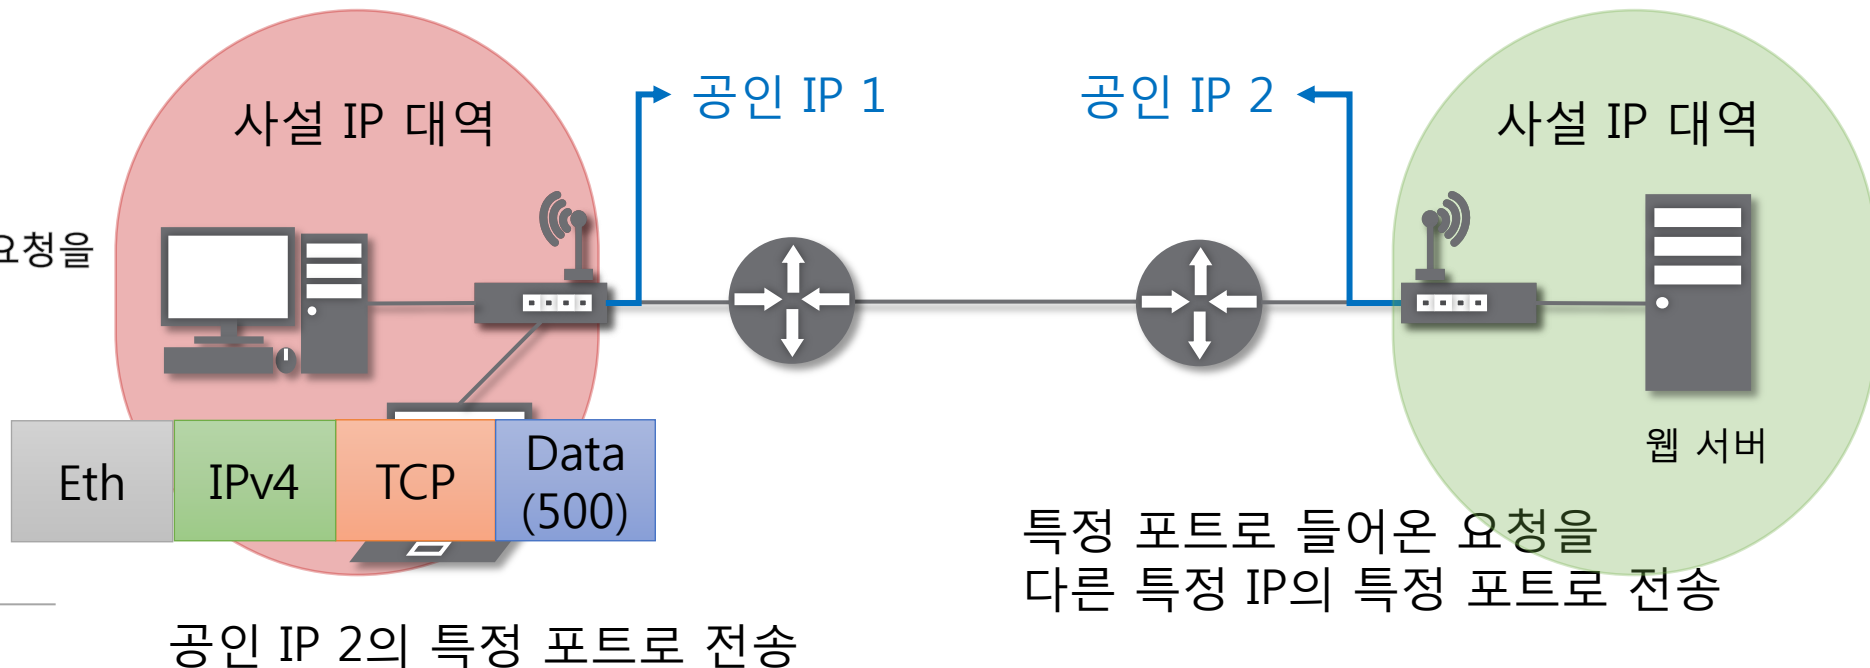 사설 IP 대역
공인 IP 1
공인 IP 2
사설 IP 대역
요청을
Eth
IPv4
TCP
Data
(500)
웹 서버
특정 포트로 들어온 요청을
다른 특정 IP의 특정 포트로 전송
공인 IP 2의 특정 포트로 전송